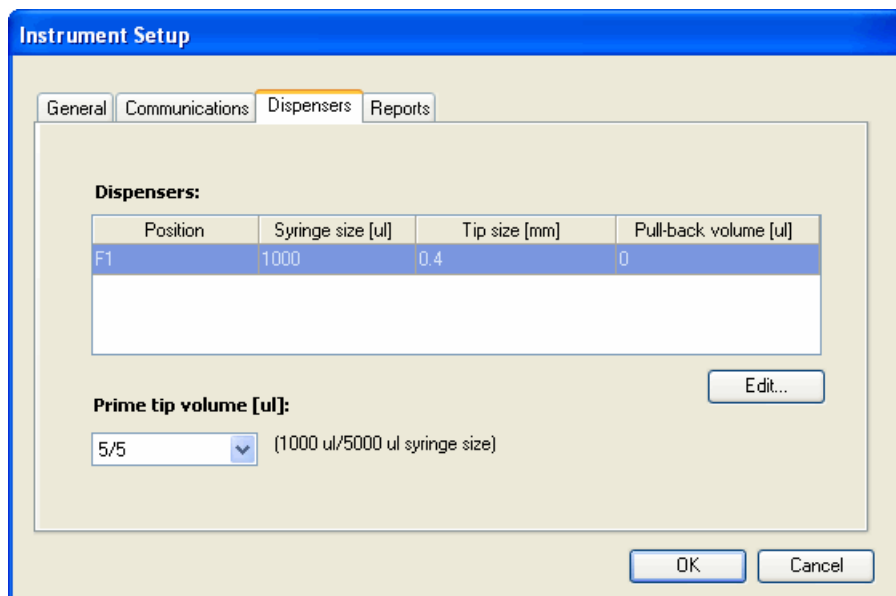 Instrument Setup
General Communications Dispensers Reports
Dispensers:
Position Syringe size [ul] Tip size [mm] Pull-back volume [ul]
F1 1000 0.4 0
Edit...
Prime tip volume [ul]:
5/5 (1000 ul/5000 ul syringe size)
OK Cancel